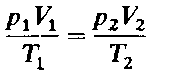 p₁V₁/T₁ = p₂V₂/T₂